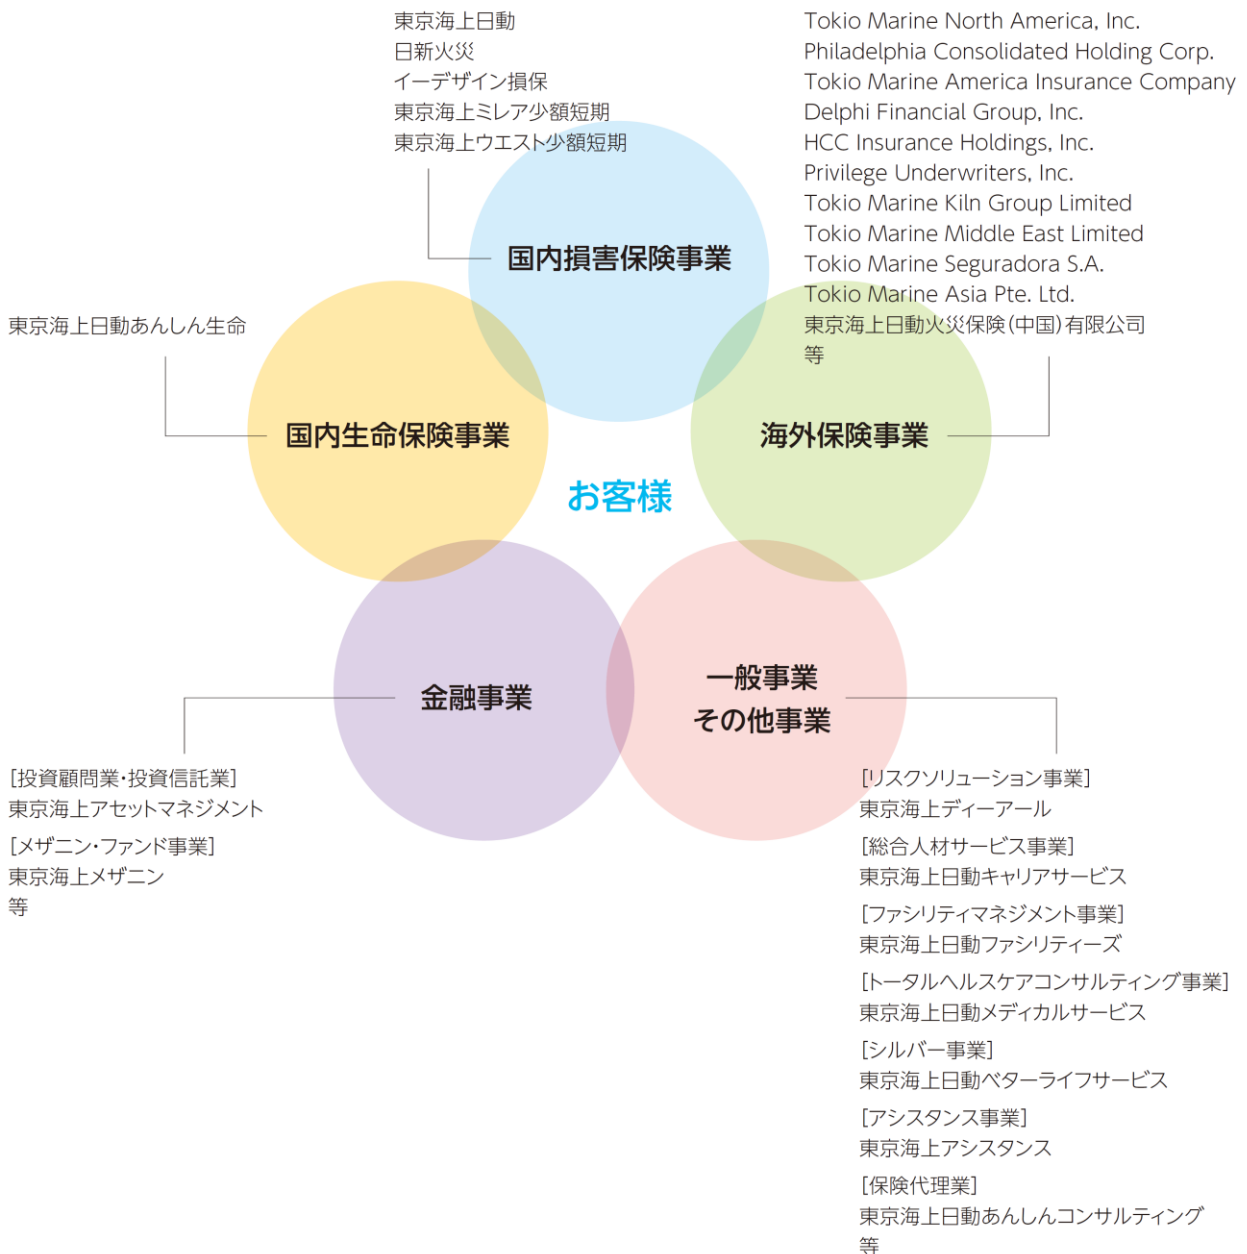 東京海上日動
日新火災
イーデザイン損保
東京海上ミレア少額短期
東京海上ウエスト少額短期
国内損害保険事業
Tokio Marine North America, Inc.
Philadelphia Consolidated Holding Corp.
Tokio Marine America Insurance Company
Delphi Financial Group, Inc.
HCC Insurance Holdings, Inc.
Privilege Underwriters, Inc.
Tokio Marine Kiln Group Limited
Tokio Marine Middle East Limited
Tokio Marine Seguradora S.A.
Tokio Marine Asia Pte. Ltd.
東京海上日動火災保険(中国)有限公司
等
海外保険事業
東京海上日動あんしん生命
国内生命保険事業
お客様
金融事業
[投資顧問業・投資信託業]
東京海上アセットマネジメント
[メザニン・ファンド事業]
東京海上メザニン
等
一般事業
その他事業
[リスクソリューション事業]
東京海上ディーアール
[総合人材サービス事業]
東京海上日動キャリアサービス
[ファシリティマネジメント事業]
東京海上日動ファシリティーズ
[トータルヘルスケアコンサルティング事業]
東京海上日動メディカルサービス
[シルバー事業]
東京海上日動ベターライフサービス
[アシスタンス事業]
東京海上アシスタンス
[保険代理業]
東京海上日動あんしんコンサルティング
等